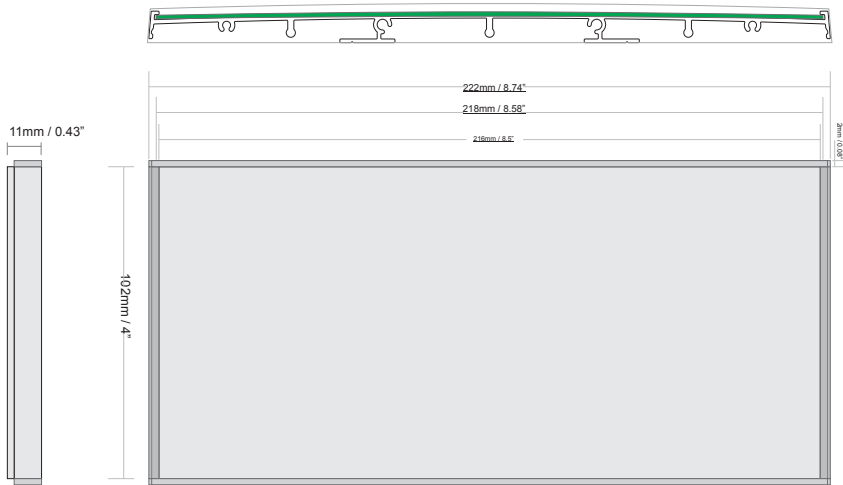 222mm / 8.74"
218mm / 8.58"
11mm / 0.43"
216mm / 8.5"
2mm / 0.08"
102mm / 4"